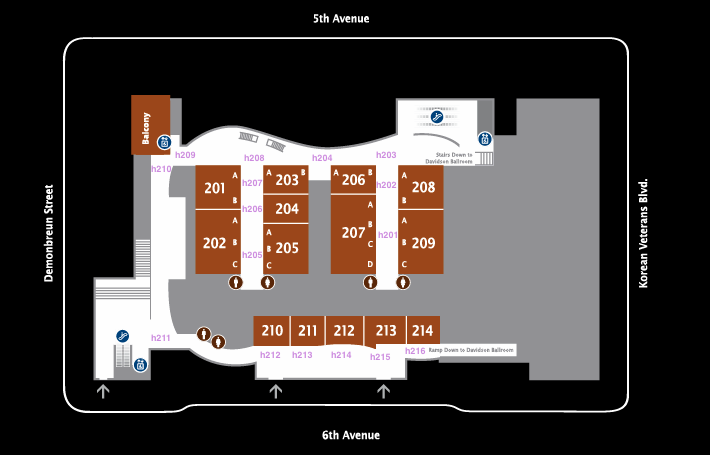 5th Avenue
Balcony
Stairs Down to
Davidson Ballroom
h209
h208
h204
h203
h210
201
A
B
h207
203
A
B
206
A
B
h202
208
A
B
h206
204
202
A
B
C
h205
205
A
B
C
207
A
B
C
D
h201
209
A
B
C
Demonbreun Street
Korean Veterans Blvd.
h211
210
211
212
213
214
h212
h213
h214
h215
h216
Ramp Down to Davidson Ballroom
6th Avenue